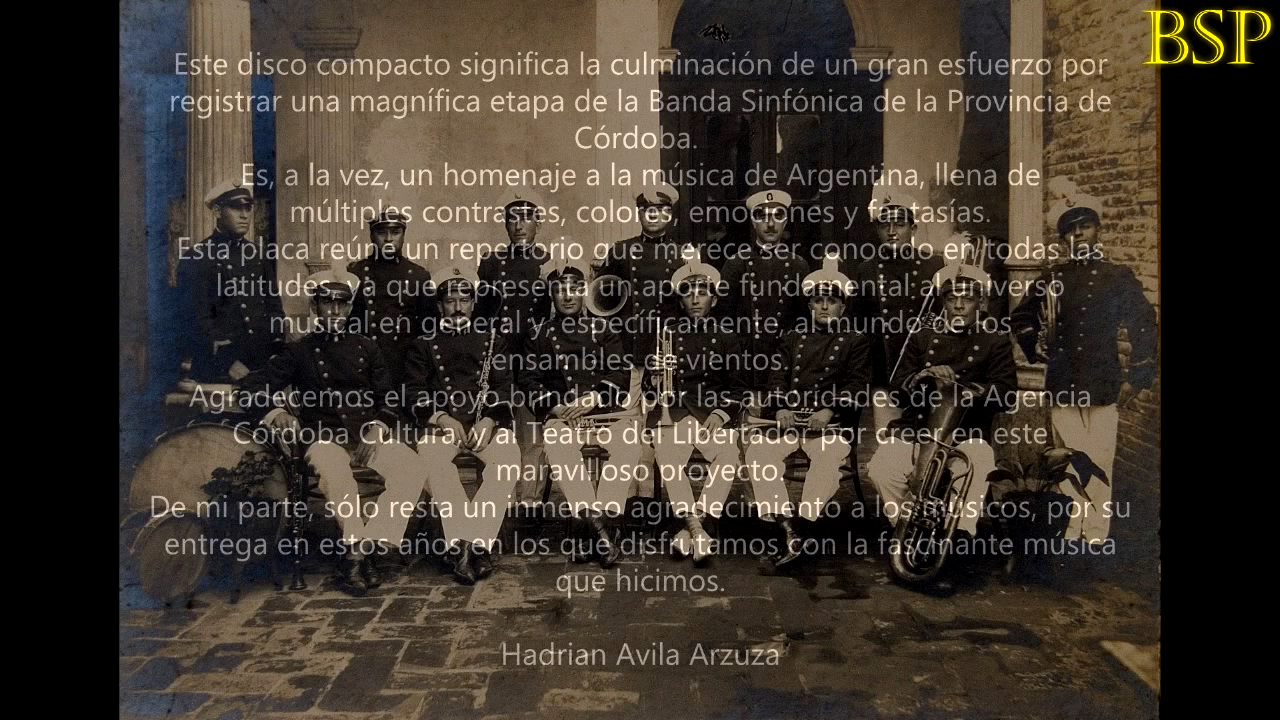 BSP
Este disco compacto significa la culminación de un gran esfuerzo por
registrar una magnífica etapa de la Banda Sinfónica de la Provincia de
Córdoba.
Es, a la vez, un homenaje a la música de Argentina, llena de
múltiples contrastes, colores, emociones y fantasías.
Esta placa reúne un repertorio que merece ser conocido en todas las
latitudes, ya que representa un aporte fundamental al universo
musical en general y, específicamente, al mundo de los
ensambles de vientos.
Agradecemos el apoyo brindado por las autoridades de la Agencia
Córdoba Cultura, y al Teatro del Libertador por creer en este
maravilloso proyecto.
De mi parte, sólo resta un inmenso agradecimiento a los músicos, por su
entrega en estos años en los que disfrutamos con la fascinante música
que hicimos.
Hadrian Avila Arzuza